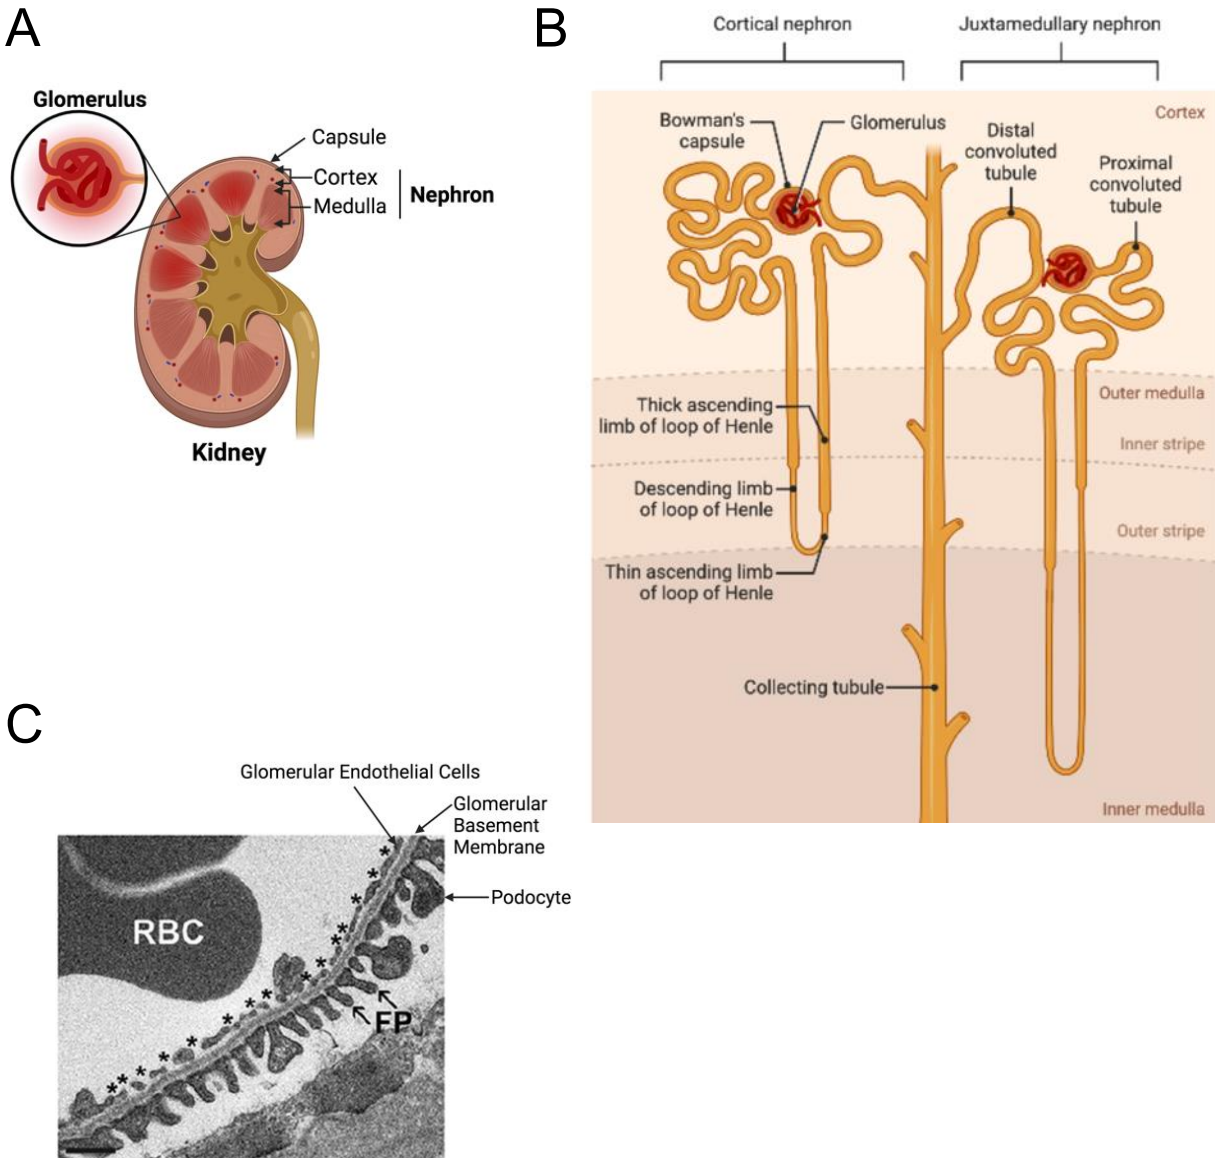 A
Glomerulus
Capsule
Cortex
Medulla
Nephron
Kidney
B
Cortical nephron
Juxtamedullary nephron
Cortex
Bowman's
capsule
Glomerulus
Distal
convoluted
tubule
Proximal
convoluted
tubule
Outer medulla
Thick ascending
limb of loop of Henle
Inner stripe
Descending limb
of loop of Henle
Outer stripe
Thin ascending limb
of loop of Henle
Collecting tubule
Inner medulla
C
Glomerular Endothelial Cells
Glomerular
Basement
Membrane
Podocyte
RBC
* * * * * * * * * * * * * * *
FP